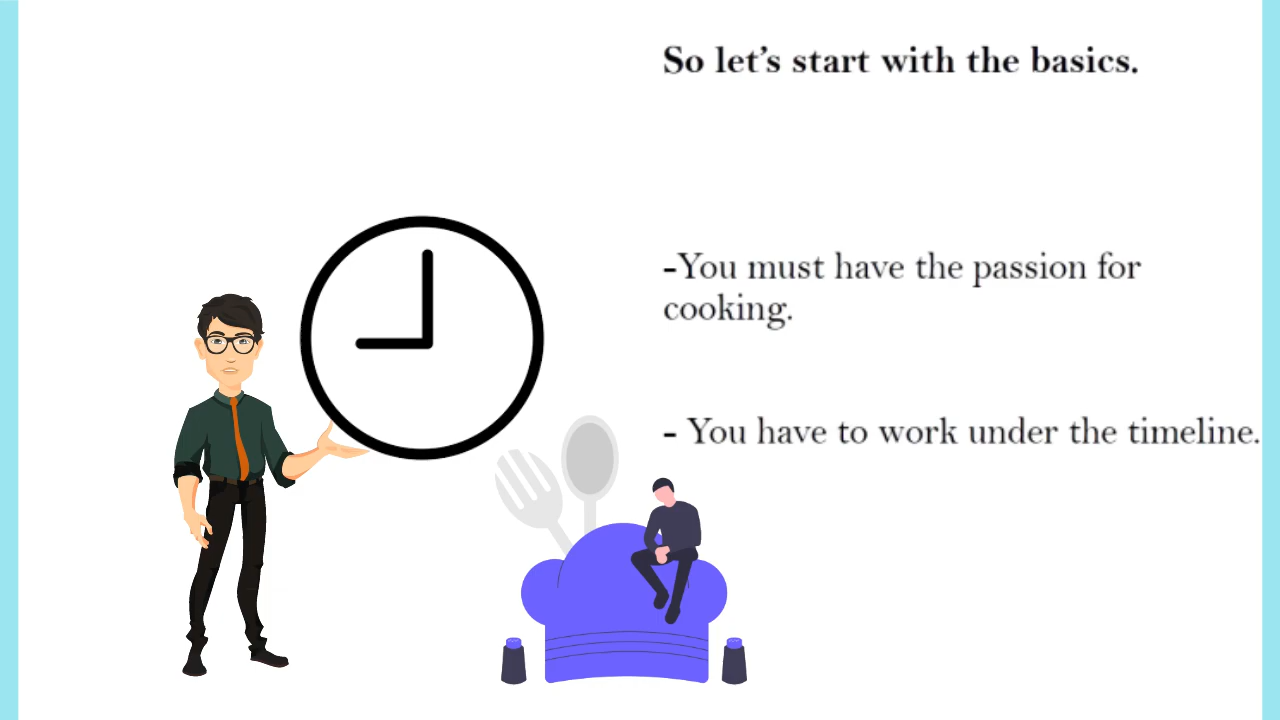 So let’s start with the basics.
-You must have the passion for
cooking.
- You have to work under the timeline.